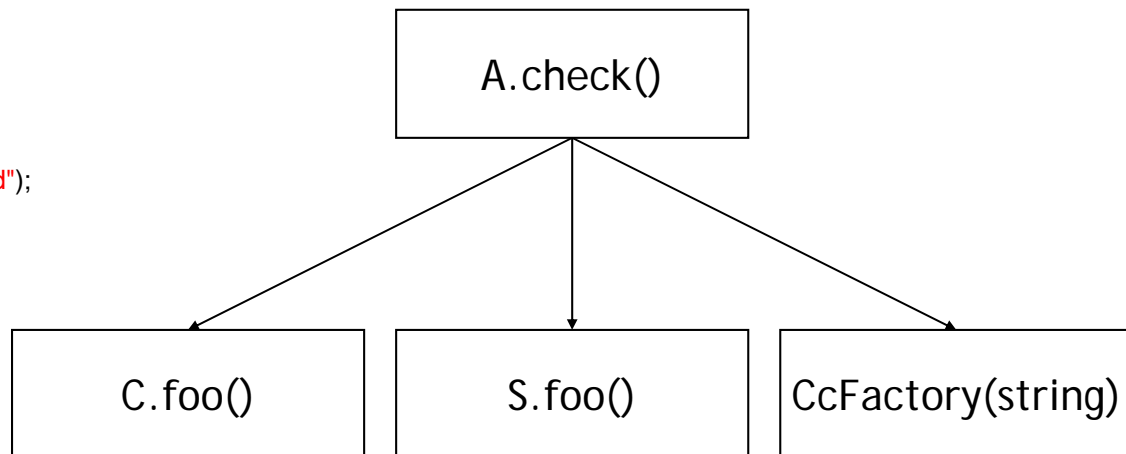 A.check()
d");
C.foo()
S.foo()
CcFactory(string)